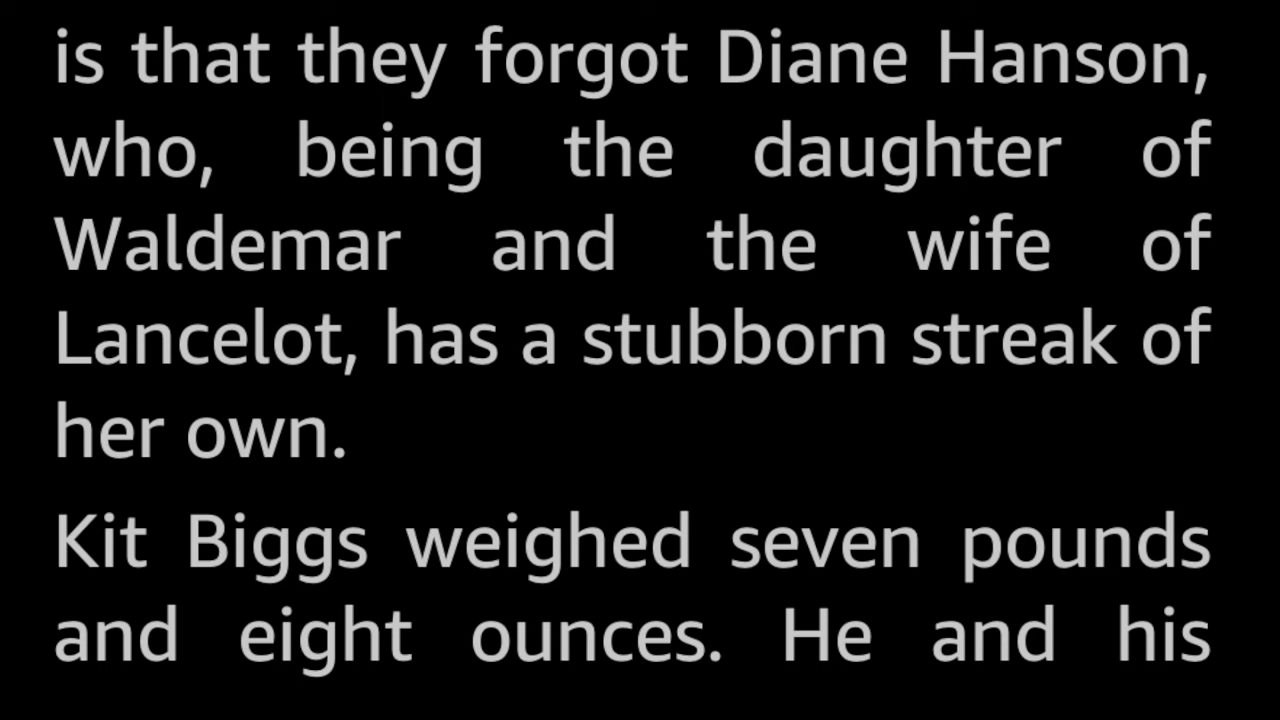 is that they forgot Diane Hanson,
who, being the daughter of
Waldemar and the wife of
Lancelot, has a stubborn streak of
her own.
Kit Biggs weighed seven pounds
and eight ounces. He and his